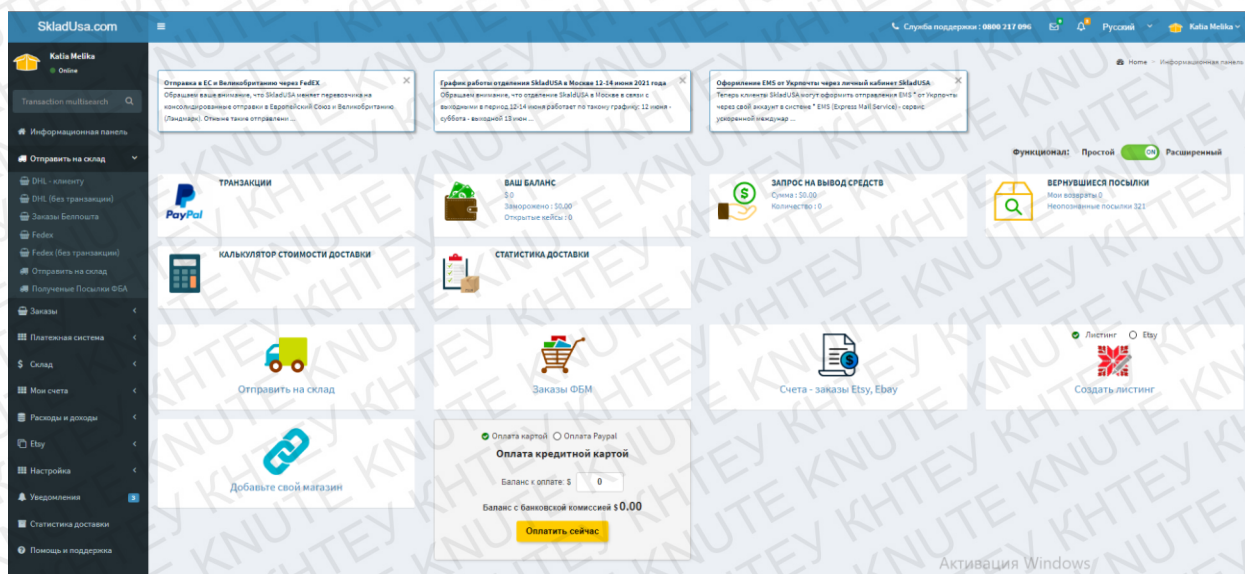 SkladUsa.com
Служба поддержки : 0800 217 096
Русский
Katia Melika
Katia Melika
Online
Transaction multisearch
Home
Информационная панель
Информационная панель
Отправить на склад
DHL - клиенту
DHL (без транзакции)
Заказы Белпошта
Fedex
Fedex (без транзакции)
Отправить на склад
Полученые Посылки ФБА
Заказы
Платежная система
$ Склад
Мои счета
Расходы и доходы
Etsy
Настройка
Уведомления
Статистика доставки
Помощь и поддержка
Отправка в ЕС и Великобританию через FedEX
Обращаем ваше внимание, что SkladUSA меняет перевозчика на
консолидированные отправки в Европейский Союз и Великобританию
(Ландмарк). Отныне такие отправлени ...
График работы отделения SkladUSA в Москве 12-14 июня 2021 года
Обращаем внимание, что отделение SkaldUSA в Москве в связи с
выходными в период 12-14 июня работает по такому графику: 12 июня -
суббота - выходной 13 июн ...
Оформление EMS от Укрпочты через личный кабинет SkladUSA
Теперь клиенты SkladUSA могут оформить отправления EMS * от Укрпочты
через свой аккаунт в системе * EMS (Express Mail Service) - сервис
ускоренной междунар ...
Функционал: Простой ON Расширенный
PayPal
ТРАНЗАКЦИИ
ВАШ БАЛАНС
$ 0
Заморожено : $0.00
Открытые кейсы : 0
ЗАПРОС НА ВЫВОД СРЕДСТВ
Сумма : $0.00
Количество : 0
ВЕРНУВШИЕСЯ ПОСЫЛКИ
Мои возвраты 0
Неопознанные посылки 321
КАЛЬКУЛЯТОР СТОИМОСТИ ДОСТАВКИ
СТАТИСТИКА ДОСТАВКИ
Отправить на склад
Заказы ФБМ
Счета - заказы Etsy, Ebay
Листинг Etsy
Создать листинг
Добавьте свой магазин
Оплата картой Оплата Paypal
Оплата кредитной картой
Баланс к оплате: $ 0
Баланс с банковской комиссией $0.00
Оплатить сейчас
Активация Windows
KNUTE KHTEY